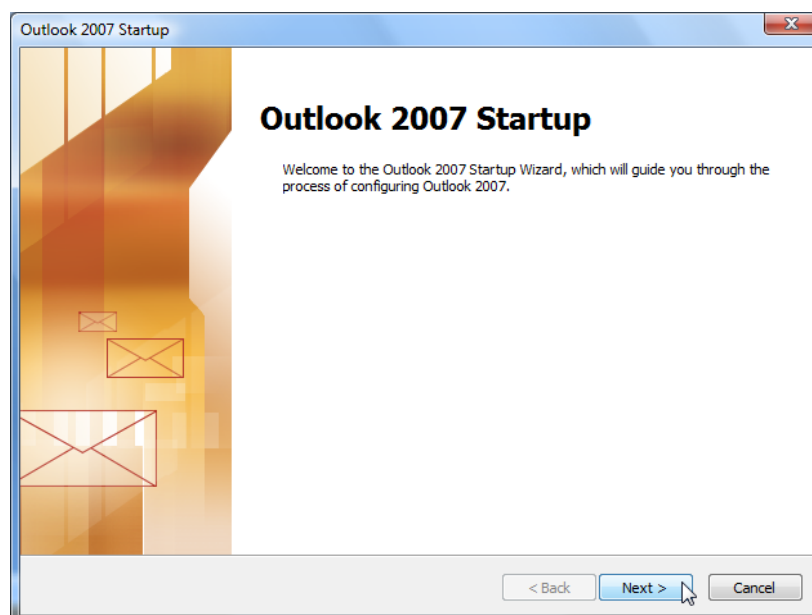 Outlook 2007 Startup
Outlook 2007 Startup
Welcome to the Outlook 2007 Startup Wizard, which will guide you through the
process of configuring Outlook 2007.
< Back
Next >
Cancel